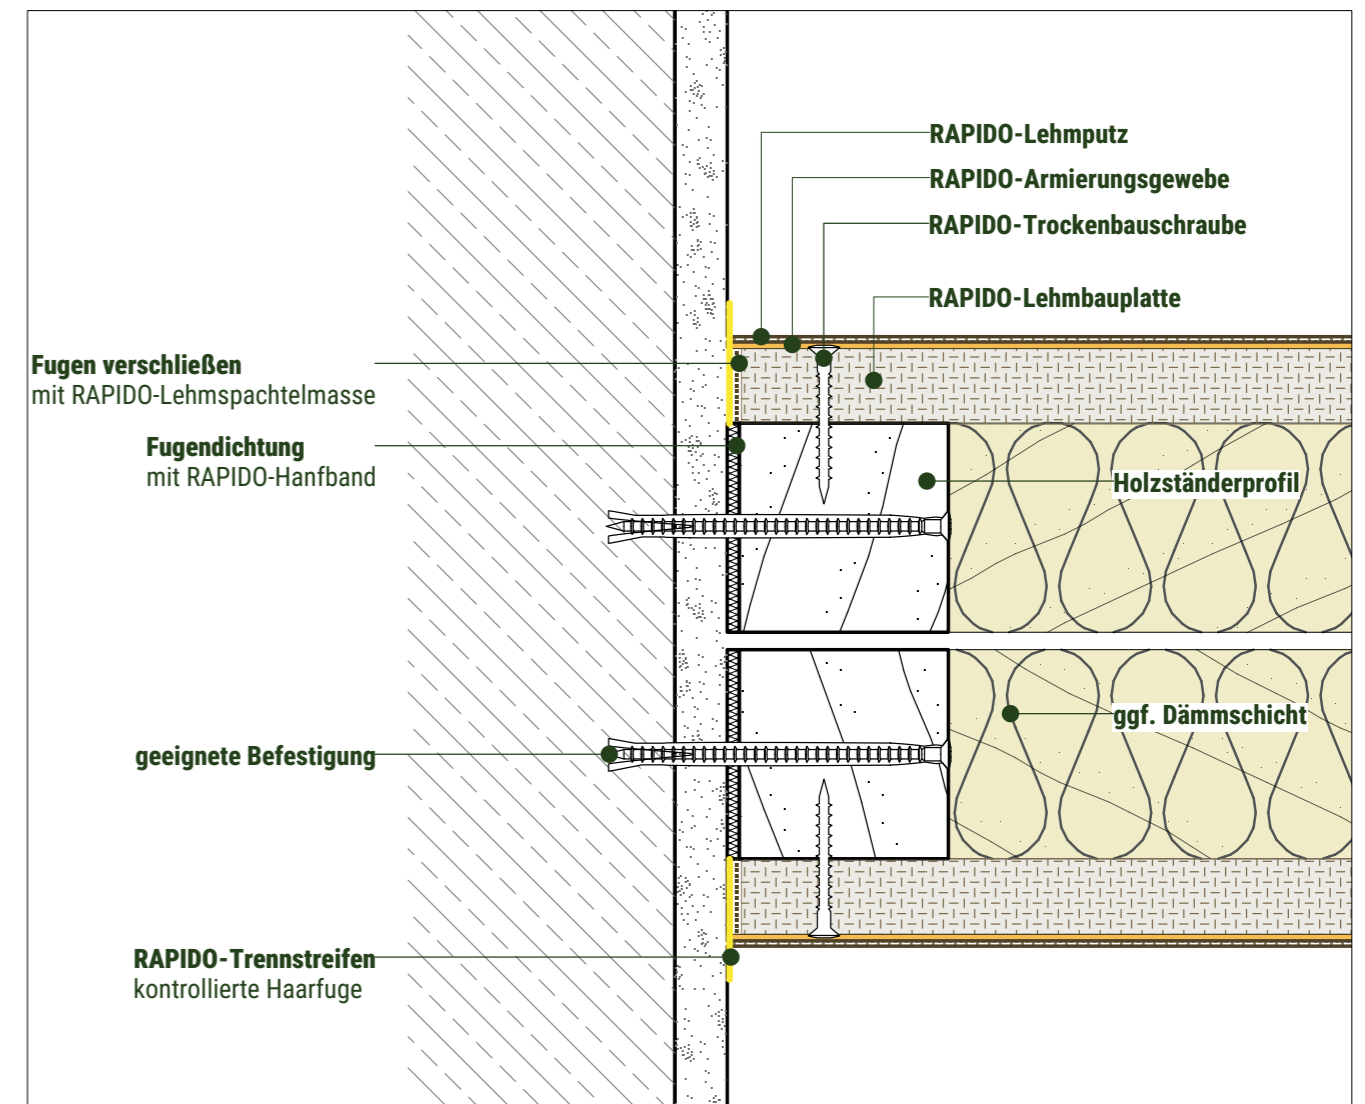 RAPIDO-Lehmputz
RAPIDO-Armierungsgewebe
RAPIDO-Trockenbauschraube
RAPIDO-Lehmbauplatte
Fugen verschließen
mit RAPIDO-Lehmspachtelmasse
Fugendichtung
mit RAPIDO-Hanfband
Holzständerprofil
ggf. Dämmschicht
geeignete Befestigung
RAPIDO-Trennstreifen
kontrollierte Haarfuge